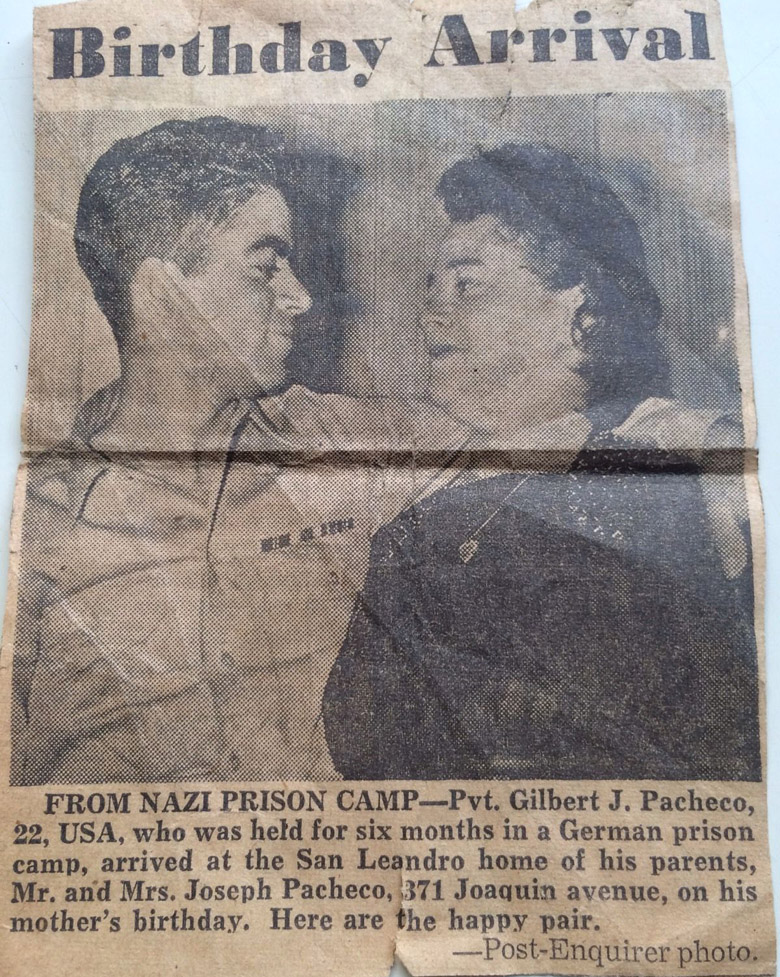 Birthday Arrival
FROM NAZI PRISON CAMP—Pvt. Gilbert J. Pacheco,
22, USA, who was held for six months in a German prison
camp, arrived at the San Leandro home of his parents,
Mr. and Mrs. Joseph Pacheco, 371 Joaquin avenue, on his
mother's birthday. Here are the happy pair.
—Post-Enquirer photo.